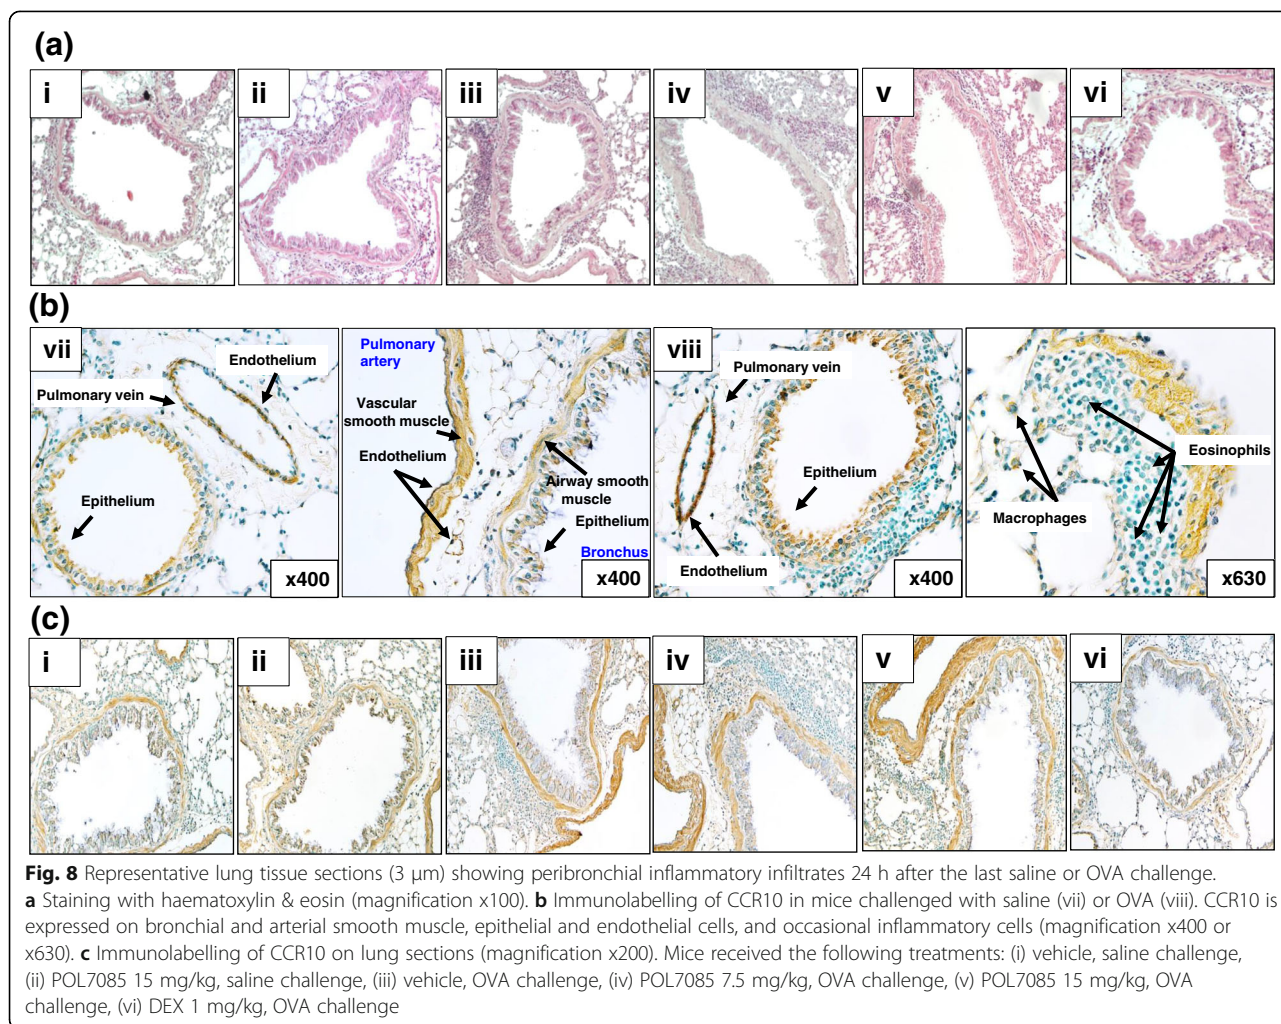 (a)
i
ii
iii
iv
v
vi
(b)
vii
Endothelium
Pulmonary vein
Epithelium
x400
Pulmonary
artery
Vascular
smooth muscle
Endothelium
Airway smooth
muscle
Epithelium
Bronchus
x400
viii
Pulmonary vein
Epithelium
Endothelium
x400
Eosinophils
Macrophages
x630
(c)
i
ii
iii
iv
v
vi
Fig. 8 Representative lung tissue sections (3 μm) showing peribronchial inflammatory infiltrates 24 h after the last saline or OVA challenge.
a Staining with haematoxylin & eosin (magnification x100). b Immunolabelling of CCR10 in mice challenged with saline (vii) or OVA (viii). CCR10 is
expressed on bronchial and arterial smooth muscle, epithelial and endothelial cells, and occasional inflammatory cells (magnification x400 or
x630). c Immunolabelling of CCR10 on lung sections (magnification x200). Mice received the following treatments: (i) vehicle, saline challenge,
(ii) POL7085 15 mg/kg, saline challenge, (iii) vehicle, OVA challenge, (iv) POL7085 7.5 mg/kg, OVA challenge, (v) POL7085 15 mg/kg, OVA
challenge, (vi) DEX 1 mg/kg, OVA challenge